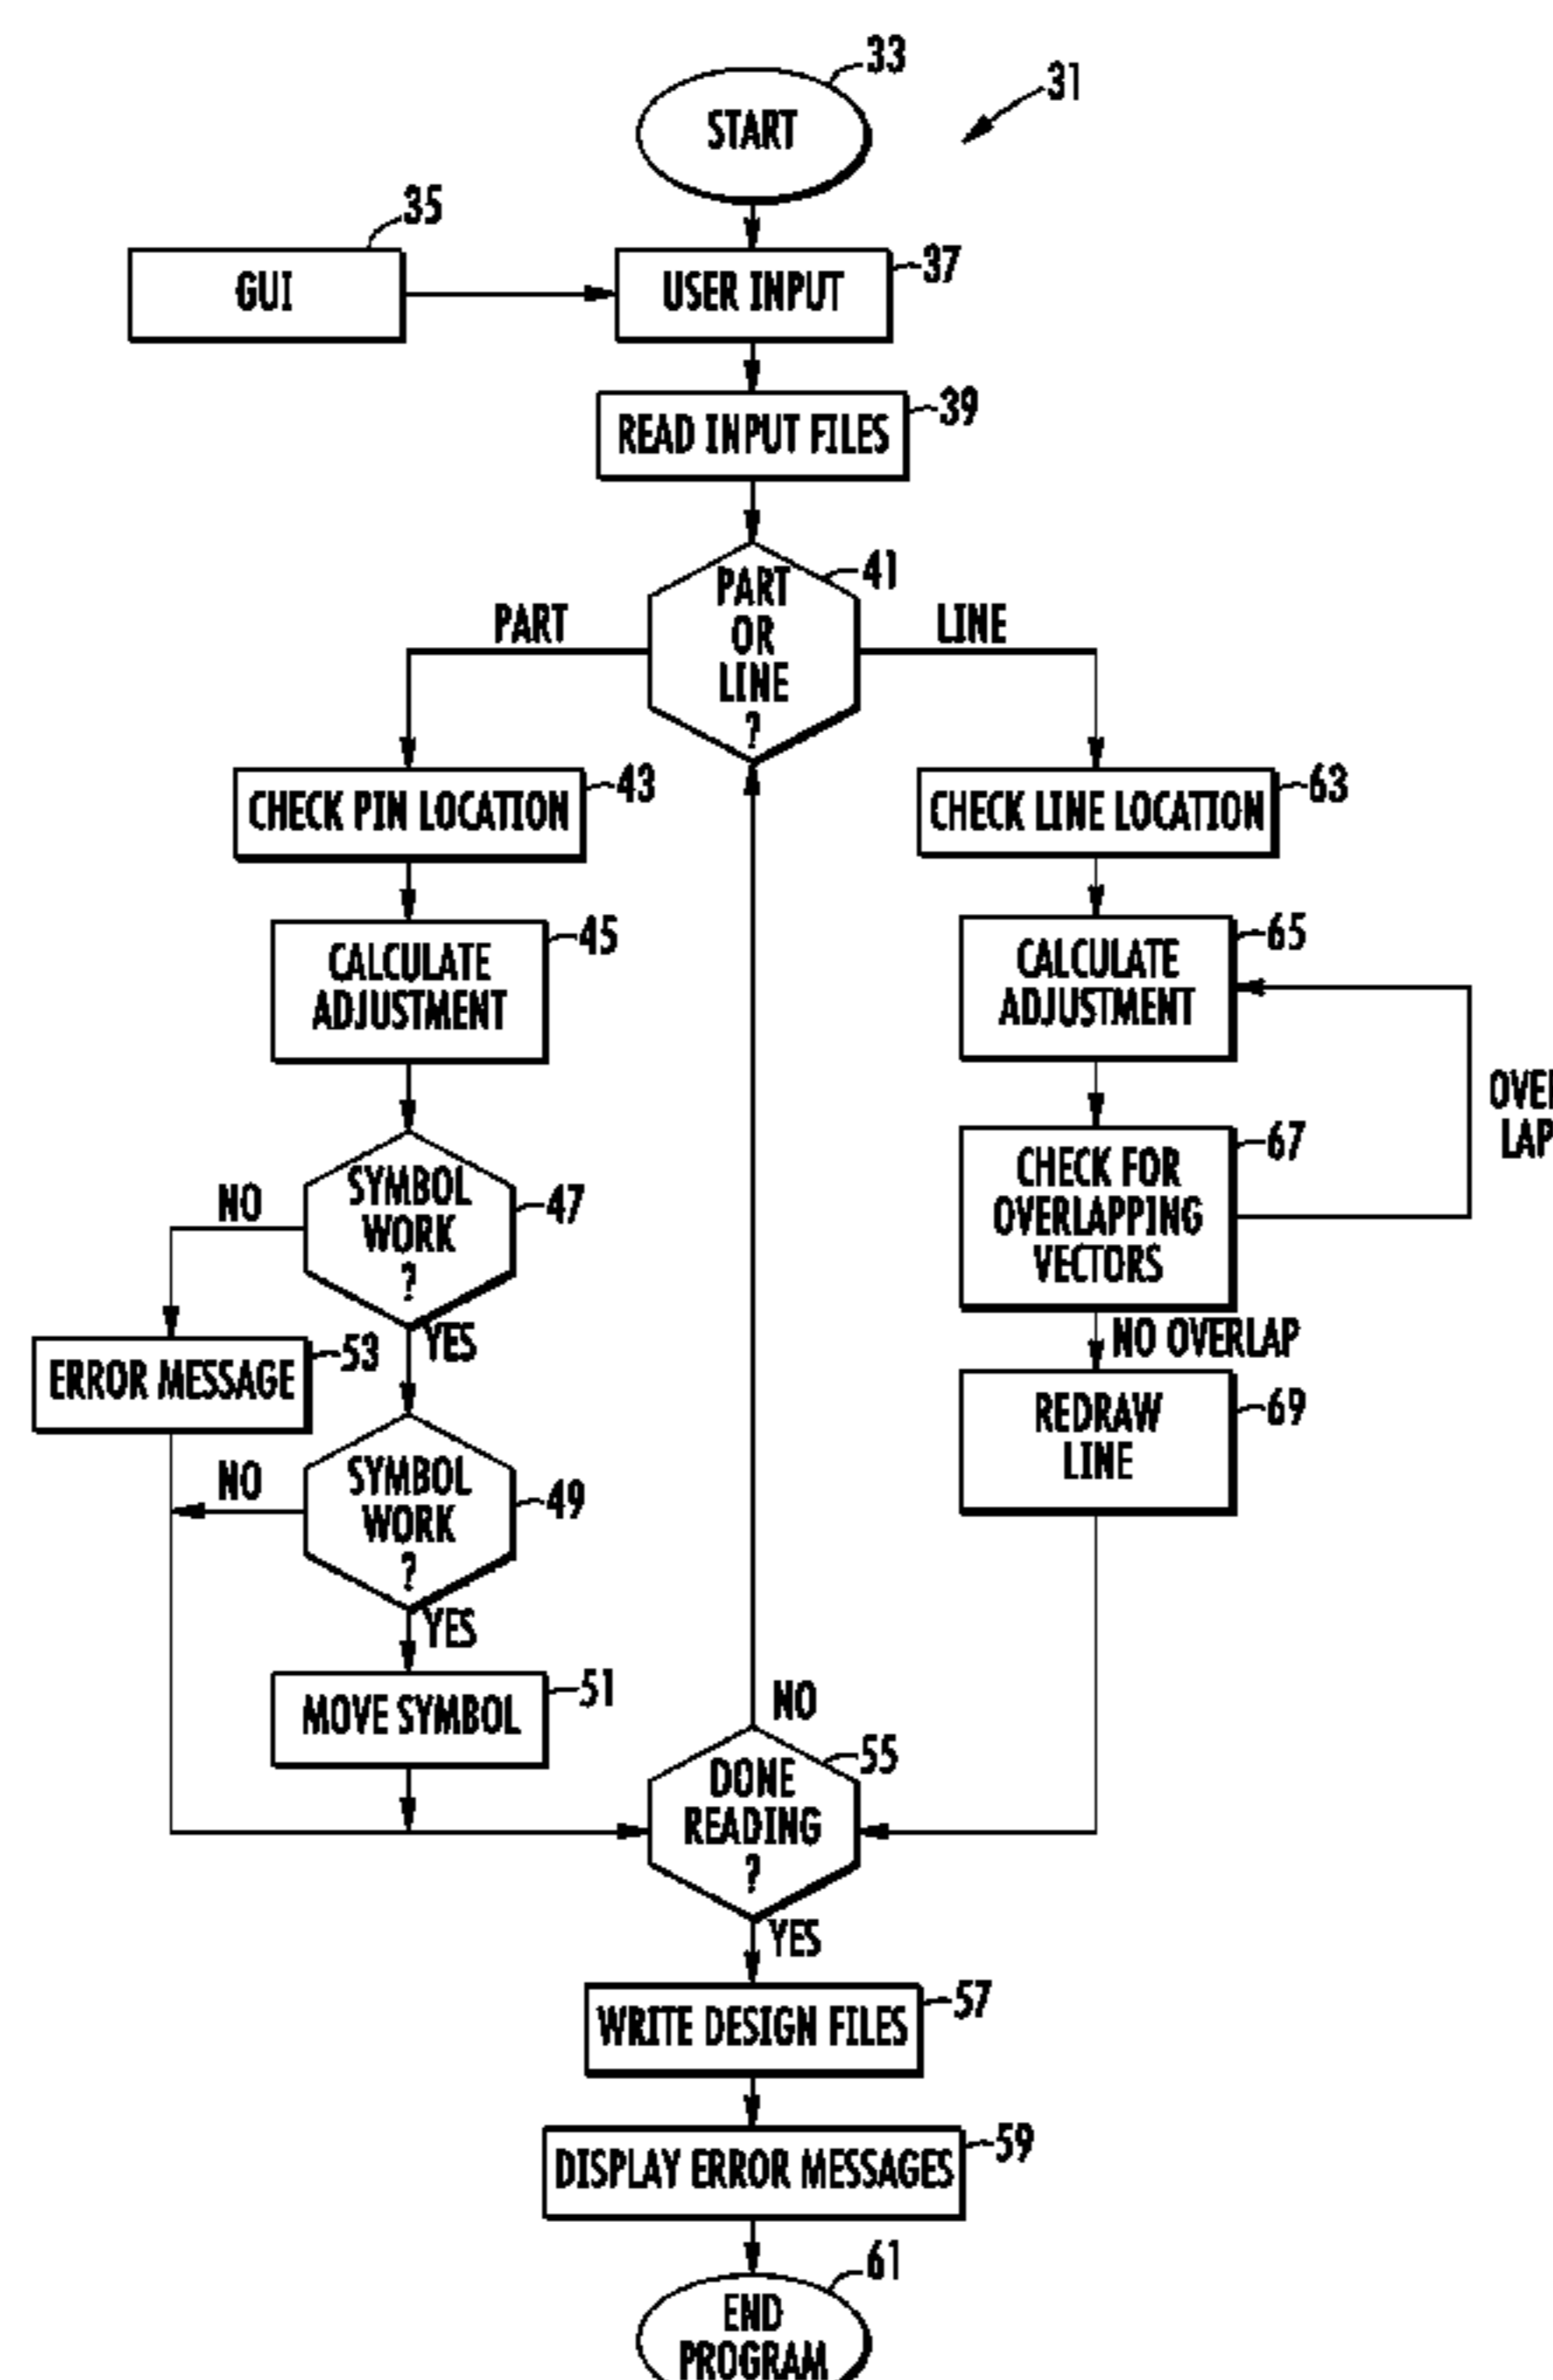 33
START
31
35
GUI
USER INPUT
37
READ INPUT FILES
39
PART
OR
LINE
?
41
PART
LINE
CHECK PIN LOCATION
43
CHECK LINE LOCATION
63
CALCULATE
ADJUSTMENT
45
CALCULATE
ADJUSTMENT
65
OVE
LAP
SYMBOL
WORK
?
47
NO
YES
CHECK FOR
OVERLAPPING
VECTORS
67
NO OVERLAP
ERROR MESSAGE
53
SYMBOL
WORK
?
49
NO
YES
REDRAW
LINE
69
MOVE SYMBOL
51
NO
DONE
READING
?
55
YES
WRITE DESIGN FILES
57
DISPLAY ERROR MESSAGES
59
61
END
PROGRAM